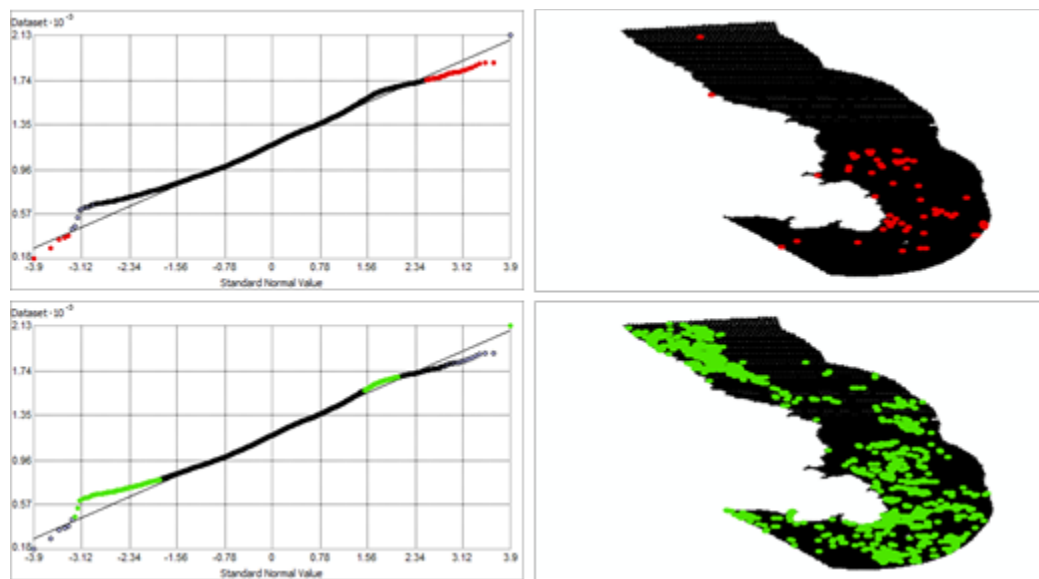 Dataset · 10⁻³
2.13
1.74
1.35
0.96
0.57
0.18
-3.9 -3.12 -2.34 -1.56 -0.78 0 0.78 1.56 2.34 3.12 3.9
Standard Normal Value
Dataset · 10⁻³
2.13
1.74
1.35
0.96
0.57
0.18
-3.9 -3.12 -2.34 -1.56 -0.78 0 0.78 1.56 2.34 3.12 3.9
Standard Normal Value